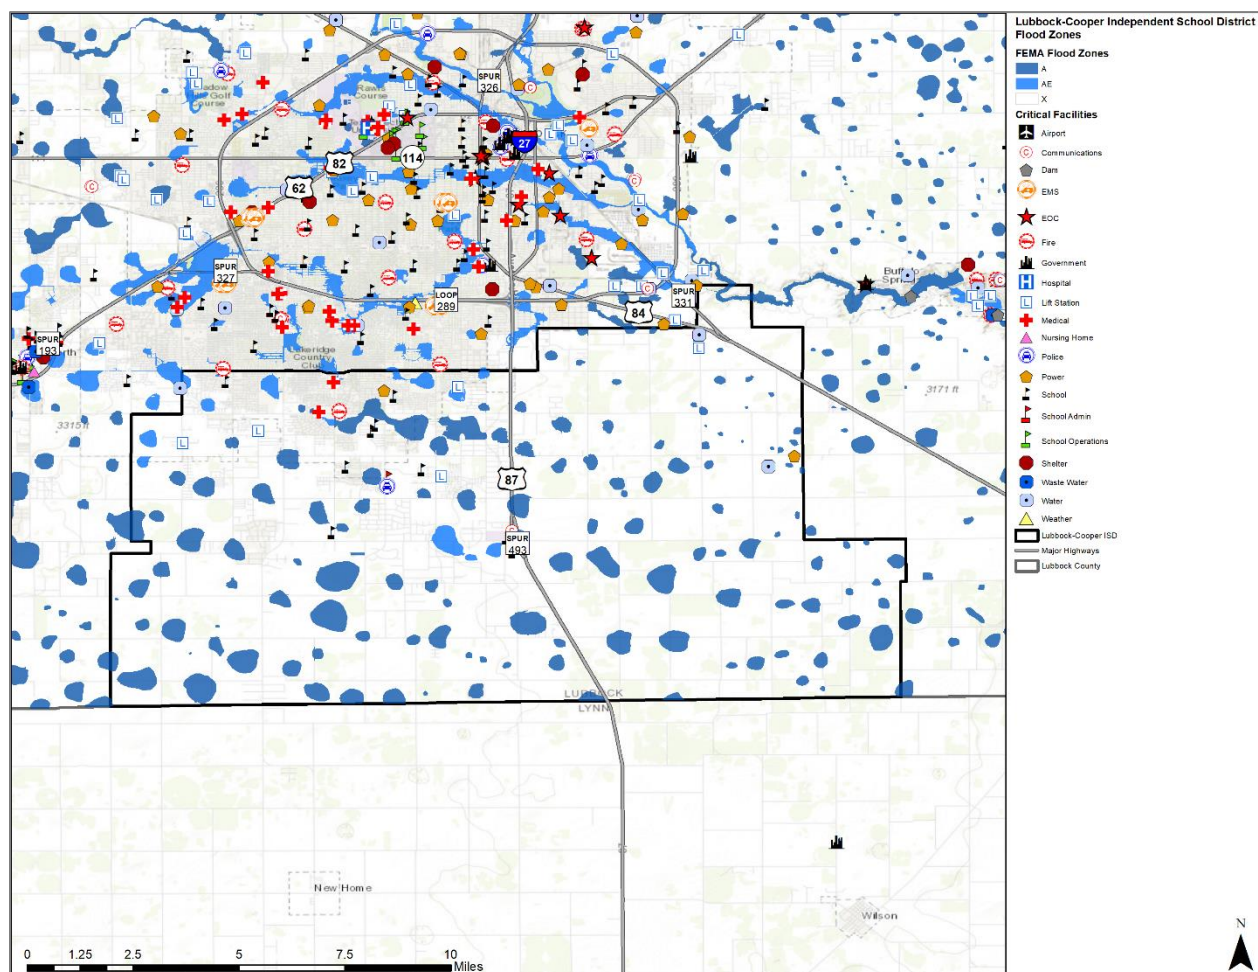 Lubbock-Cooper Independent School District
Flood Zones
FEMA Flood Zones
A
AE
X
Critical Facilities
Airport
Communications
Dam
EMS
EOC
Fire
Government
Hospital
Lift Station
Medical
Nursing Home
Police
Power
School
School Admin
School Operations
Shelter
Waste Water
Water
Weather
Lubbock-Cooper ISD
Major Highways
Lubbock County
SPUR
326
Rawls
Course
Golf
Course
27
82
114
62
SPUR
327
LOOP
289
SPUR
331
84
Country
Club
SPUR
193
3315 ft
3171 ft
87
SPUR
493
LUBBOCK
LYNN
New Home
Wilson
0 1.25 2.5 5 7.5 10
Miles
N